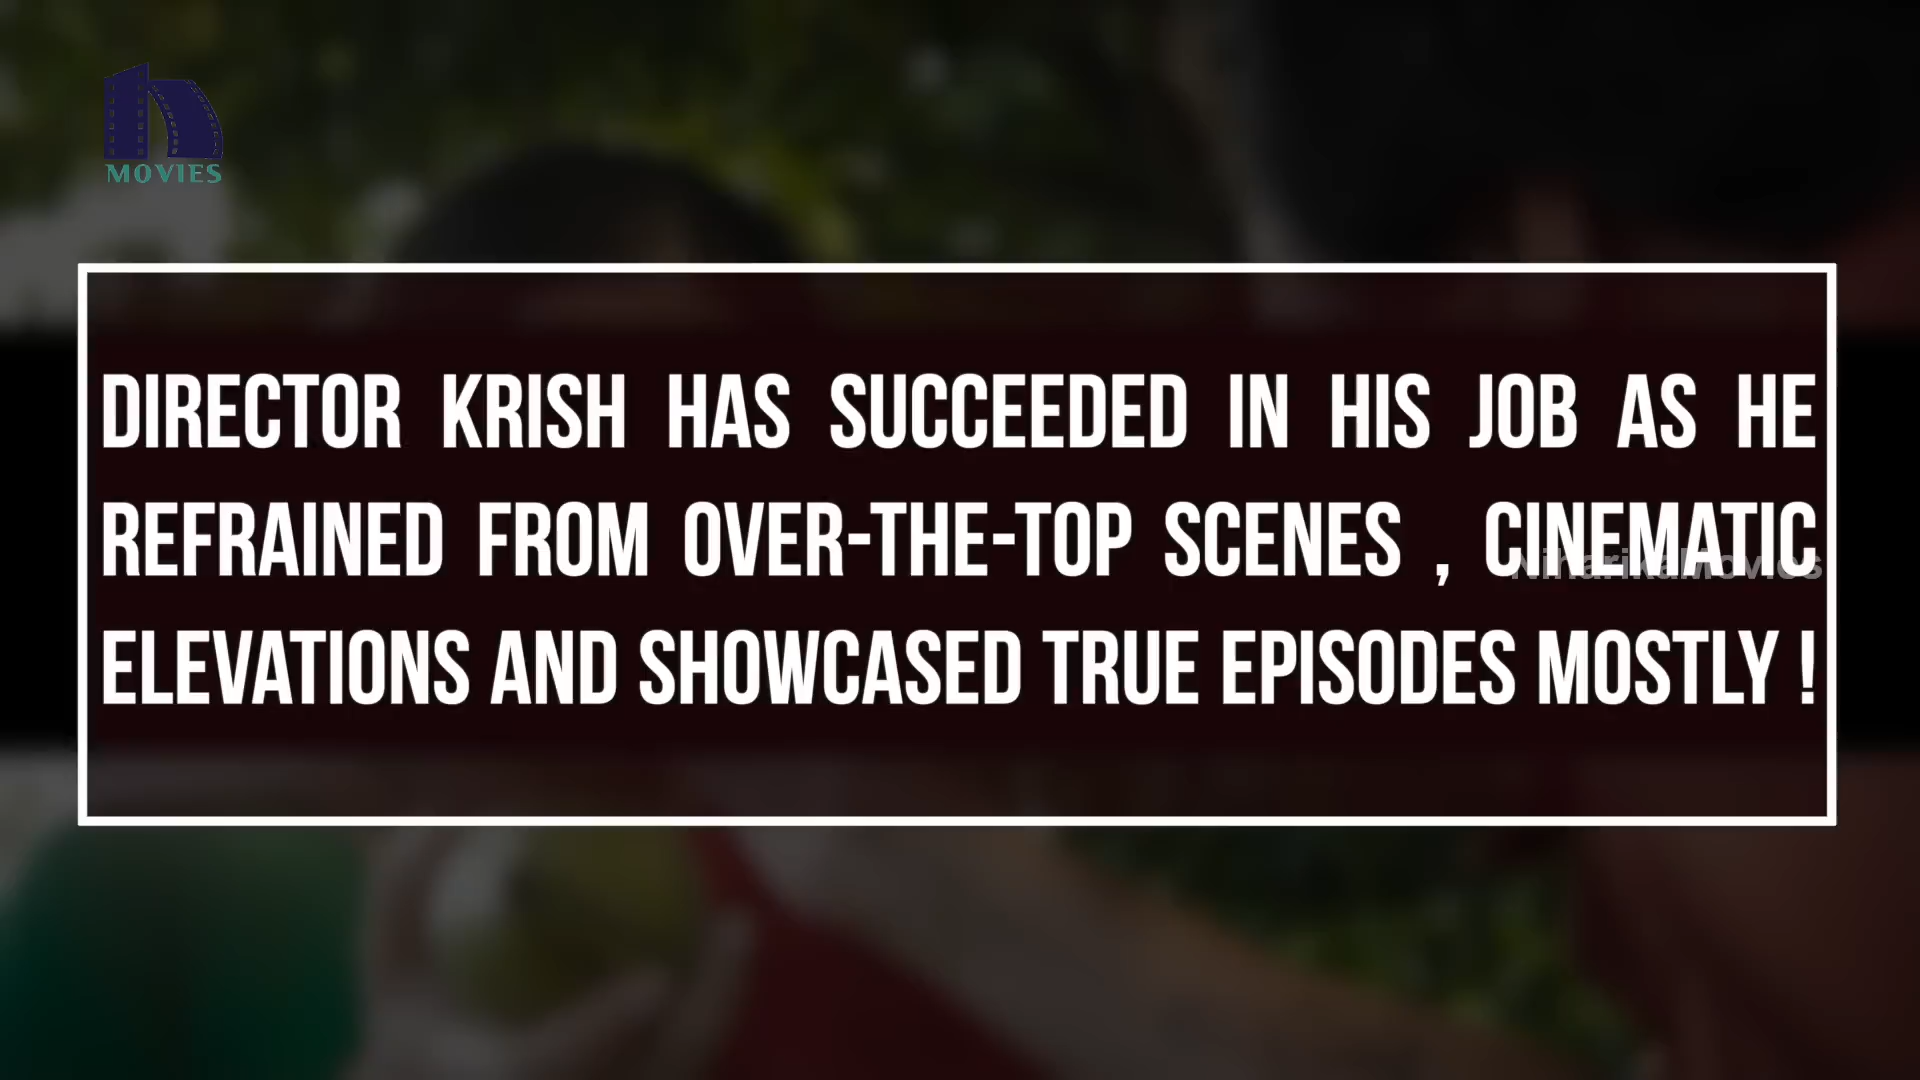 MOVIES
DIRECTOR KRISH HAS SUCCEEDED IN HIS JOB AS HE
REFRAINED FROM OVER-THE-TOP SCENES , CINEMATIC
NiharikaMovies
ELEVATIONS AND SHOWCASED TRUE EPISODES MOSTLY !